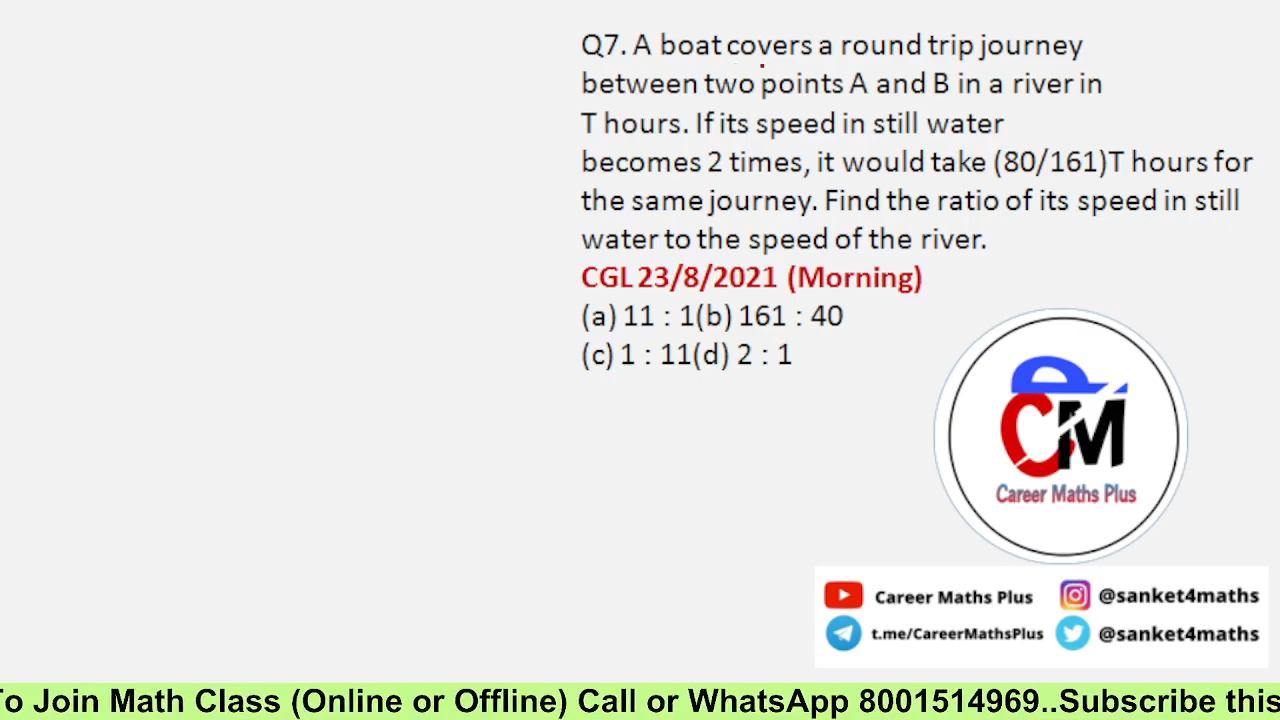 Q7. A boat covers a round trip journey
between two points A and B in a river in
T hours. If its speed in still water
becomes 2 times, it would take (80/161)T hours for
the same journey. Find the ratio of its speed in still
water to the speed of the river.
CGL 23/8/2021 (Morning)
(a) 11 : 1(b) 161 : 40
(c) 1 : 11(d) 2 : 1
CM
Career Maths Plus
Career Maths Plus
@sanket4maths
t.me/CareerMathsPlus
@sanket4maths
To Join Math Class (Online or Offline) Call or WhatsApp 8001514969..Subscribe this